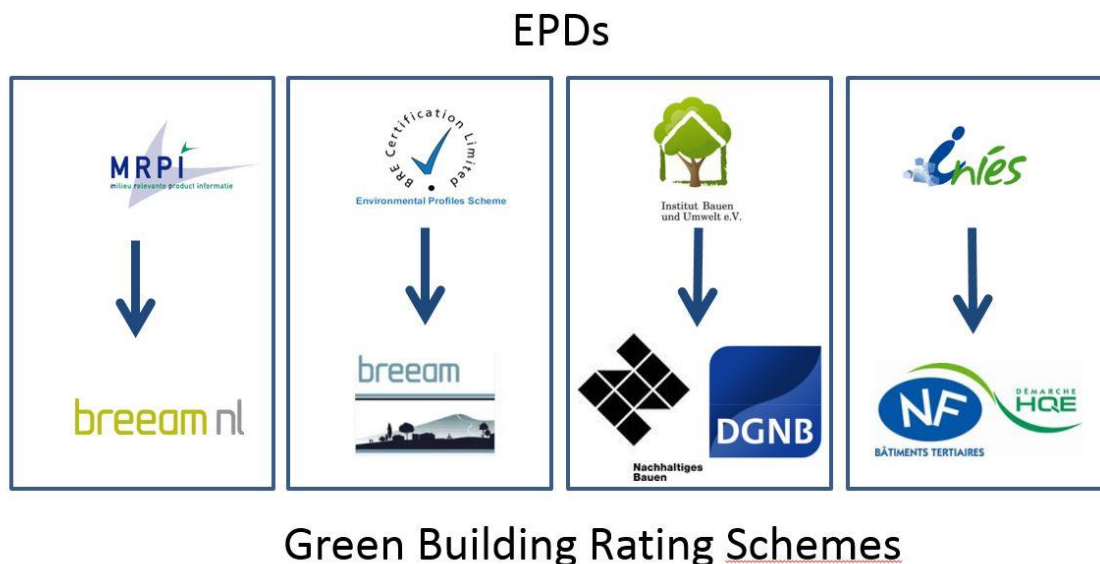 EPDs
MRPI
milieu relevante product informatie
BRE Certification Limited
Environmental Profiles Scheme
Institut Bauen
und Umwelt e.V.
iniés
breeam nl
breeam
Nachhaltiges
Bauen
DGNB
NF
BÂTIMENTS TERTIAIRES
DÉMARCHE
HQE
Green Building Rating Schemes